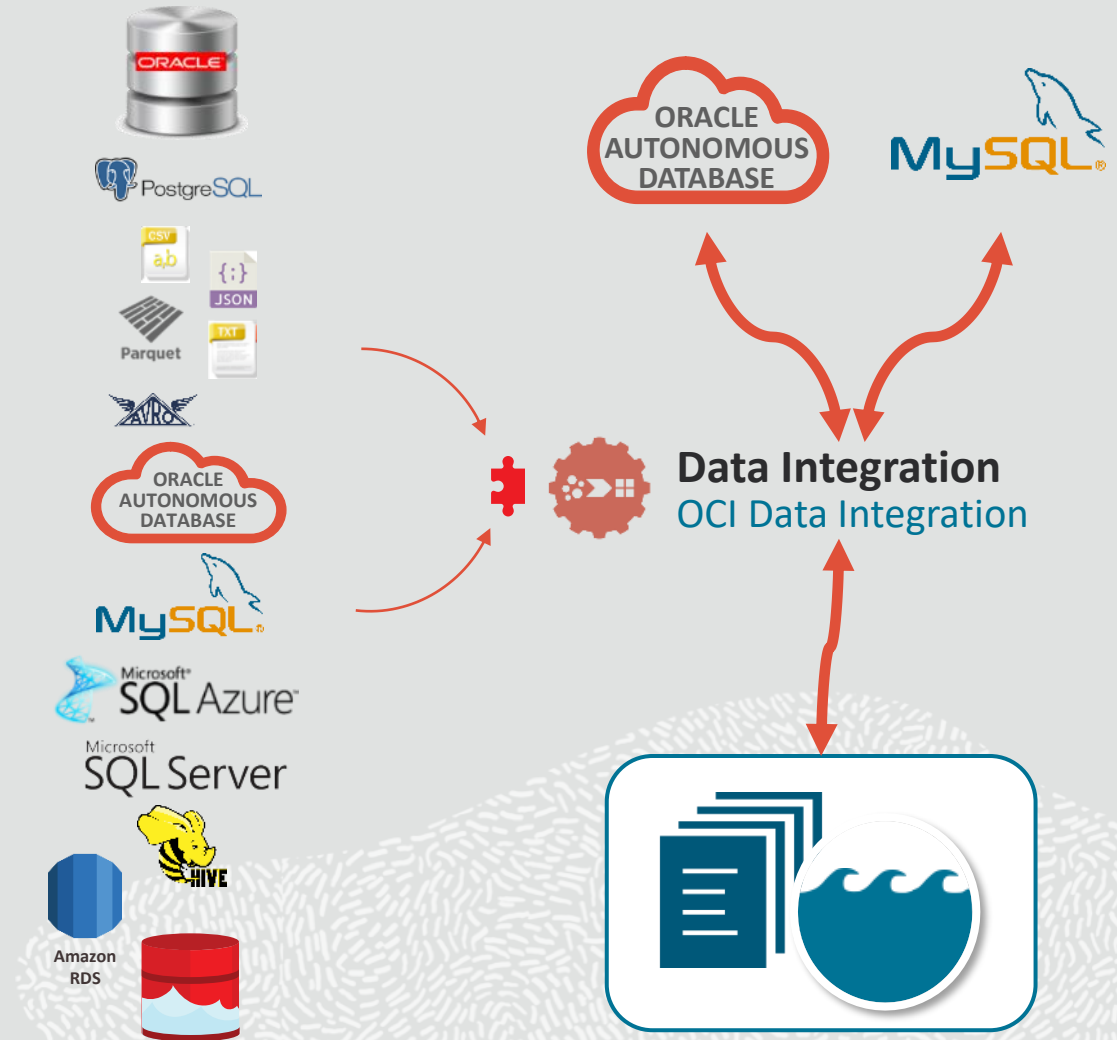 ORACLE
PostgreSQL
CSV
a,b
{;}
JSON
Parquet
TXT
AVRO
ORACLE
AUTONOMOUS
DATABASE
MySQL®
Microsoft®
SQL Azure™
Microsoft
SQL Server
HIVE
Amazon
RDS
ORACLE
AUTONOMOUS
DATABASE
MySQL®
Data Integration
OCI Data Integration